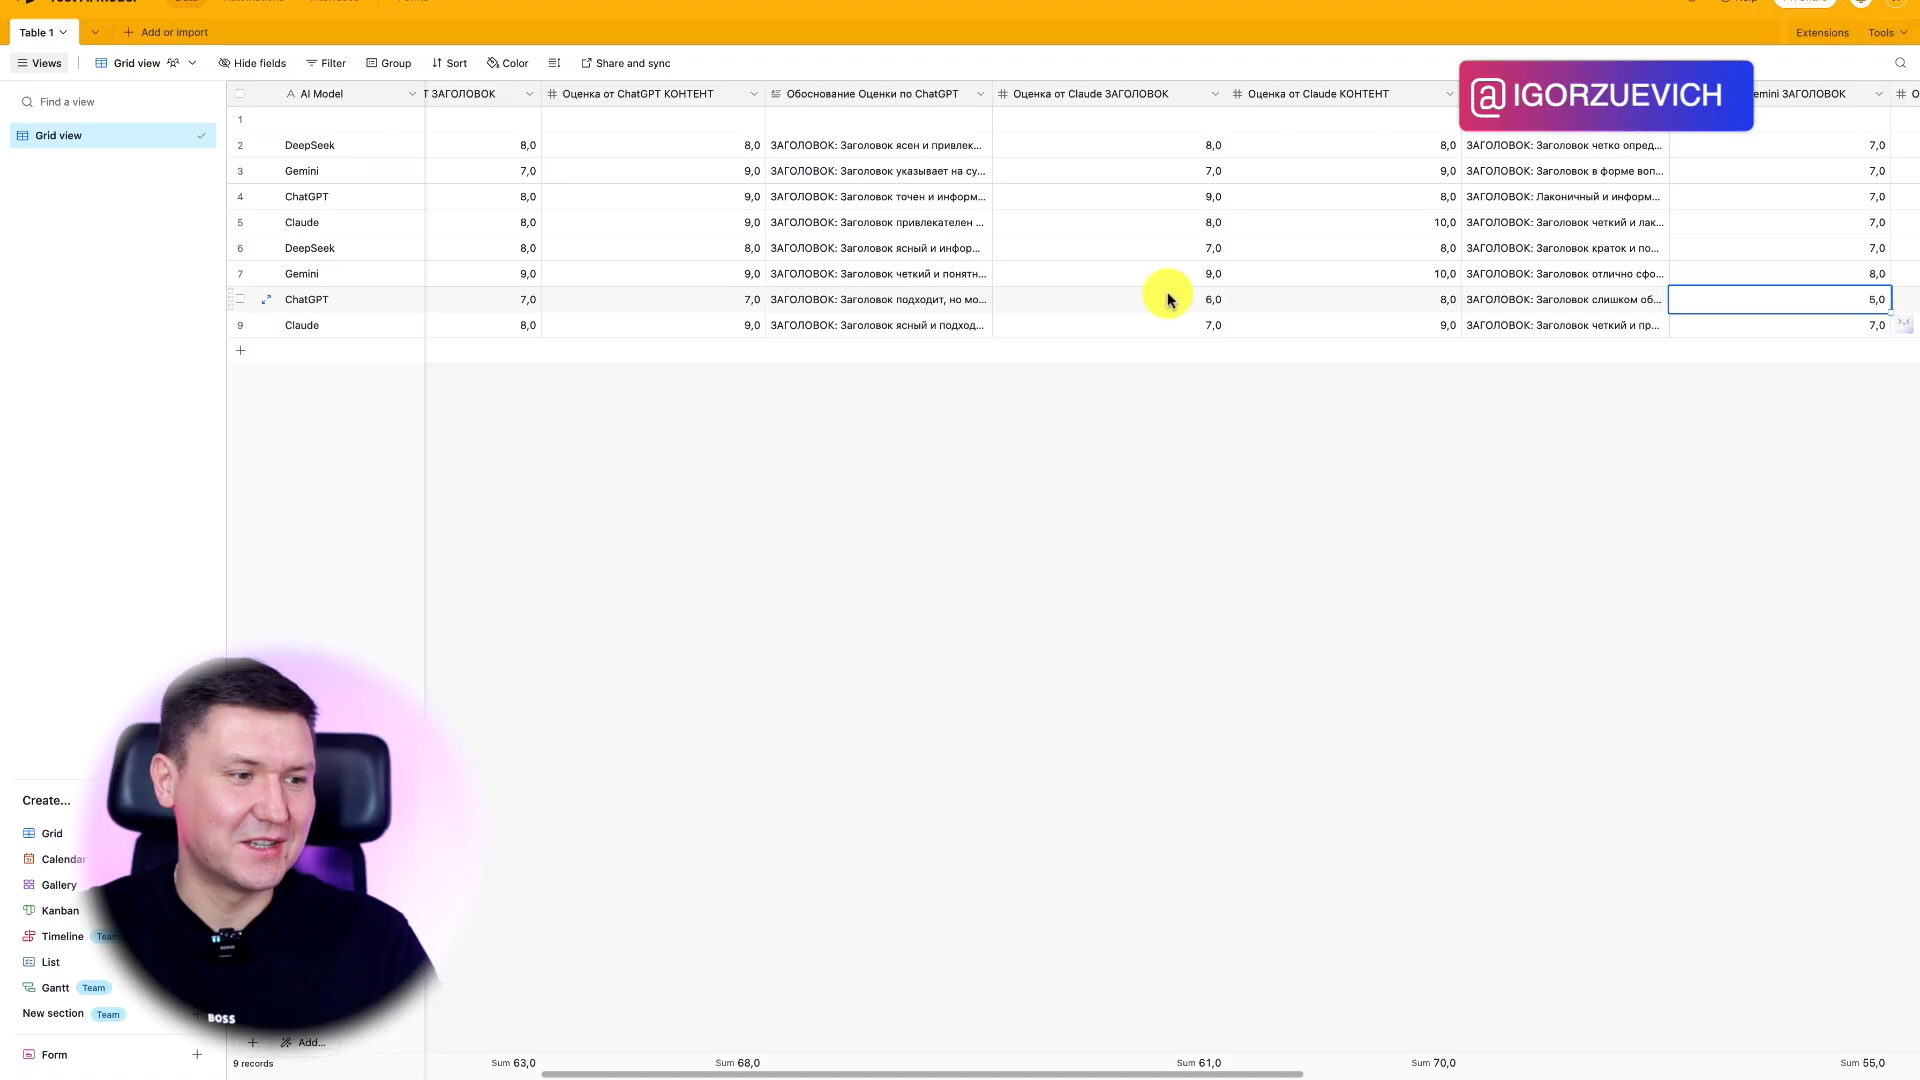 Table 1
Add or import
Extensions
Tools
Views
Grid view
Hide fields
Filter
Group
Sort
Color
Share and sync
@IGORZUEVICH
Find a view
Grid view
AI Model
Т ЗАГОЛОВОК
Оценка от ChatGPT КОНТЕНТ
Обоснование Оценки по ChatGPT
Оценка от Claude ЗАГОЛОВОК
Оценка от Claude КОНТЕНТ
emini ЗАГОЛОВОК
1
2 DeepSeek 8,0 8,0 ЗАГОЛОВОК: Заголовок ясен и привлек... 8,0 8,0 ЗАГОЛОВОК: Заголовок четко опред... 7,0
3 Gemini 7,0 9,0 ЗАГОЛОВОК: Заголовок указывает на су... 7,0 9,0 ЗАГОЛОВОК: Заголовок в форме воп... 7,0
4 ChatGPT 8,0 9,0 ЗАГОЛОВОК: Заголовок точен и информ... 9,0 8,0 ЗАГОЛОВОК: Лаконичный и информ... 7,0
5 Claude 8,0 9,0 ЗАГОЛОВОК: Заголовок привлекателен ... 8,0 10,0 ЗАГОЛОВОК: Заголовок четкий и лак... 7,0
6 DeepSeek 8,0 8,0 ЗАГОЛОВОК: Заголовок ясный и инфор... 7,0 8,0 ЗАГОЛОВОК: Заголовок краток и по... 7,0
7 Gemini 9,0 9,0 ЗАГОЛОВОК: Заголовок четкий и понятн... 9,0 10,0 ЗАГОЛОВОК: Заголовок отлично сфо... 8,0
ChatGPT 7,0 7,0 ЗАГОЛОВОК: Заголовок подходит, но мо... 6,0 8,0 ЗАГОЛОВОК: Заголовок слишком об... 5,0
9 Claude 8,0 9,0 ЗАГОЛОВОК: Заголовок ясный и подход... 7,0 9,0 ЗАГОЛОВОК: Заголовок четкий и пр... 7,0
Create...
Grid
Calendar
Gallery
Kanban
Timeline Team
List
Gantt Team
New section Team
Form
BOSS
Add...
9 records
Sum 63,0
Sum 68,0
Sum 61,0
Sum 70,0
Sum 55,0